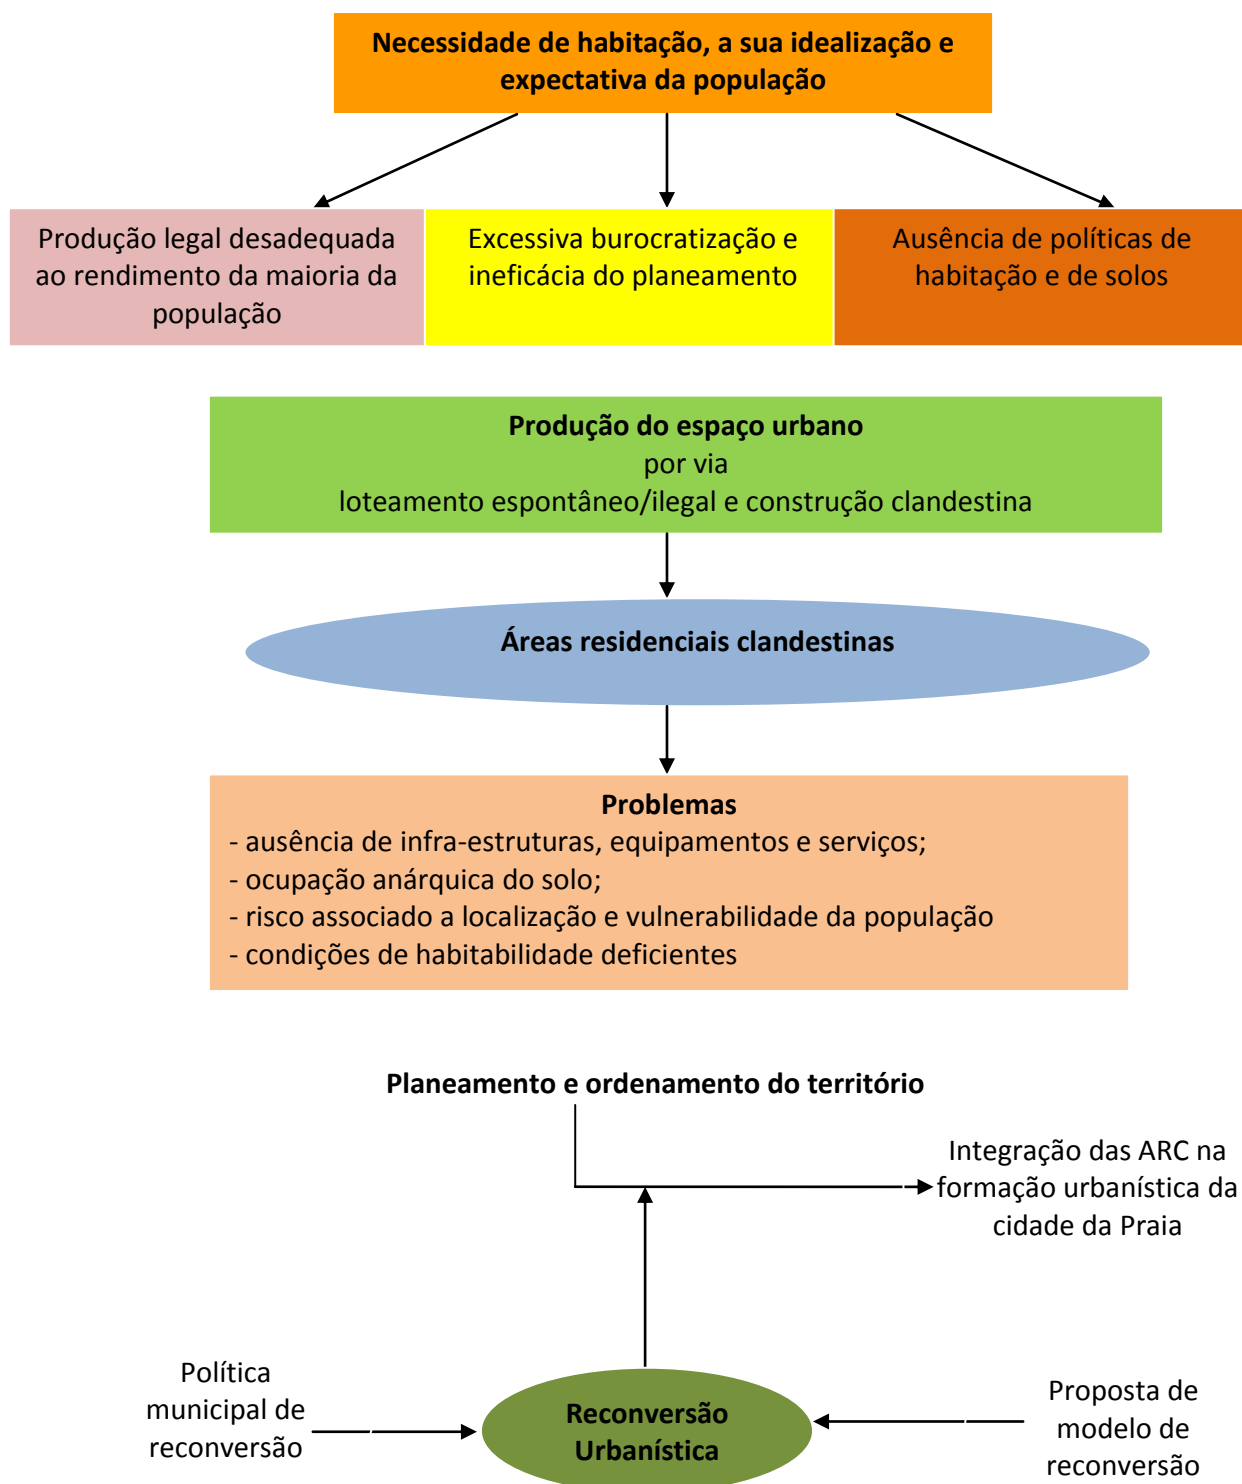 Necessidade de habitação, a sua idealização e
expectativa da população
Produção legal desadequada
ao rendimento da maioria da
população
Excessiva burocratização e
ineficácia do planeamento
Ausência de políticas de
habitação e de solos
Produção do espaço urbano
por via
loteamento espontâneo/ilegal e construção clandestina
Áreas residenciais clandestinas
Problemas
- ausência de infra-estruturas, equipamentos e serviços;
- ocupação anárquica do solo;
- risco associado a localização e vulnerabilidade da população
- condições de habitabilidade deficientes
Planeamento e ordenamento do território
Integração das ARC na
formação urbanística da
cidade da Praia
Política
municipal de
reconversão
Reconversão
Urbanística
Proposta de
modelo de
reconversão